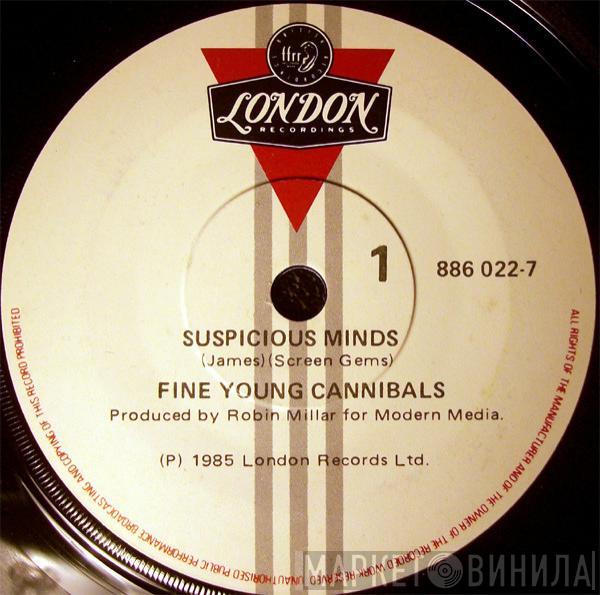 ffrr
LONDON
RECORDINGS
1
886 022-7
SUSPICIOUS MINDS
(James)(Screen Gems)
FINE YOUNG CANNIBALS
Produced by Robin Millar for Modern Media.
(P) 1985 London Records Ltd.
ALL RIGHTS OF THE MANUFACTURER AND OF THE OWNER OF THE RECORDED WORK RESERVED UNAUTHORISED PUBLIC PERFORMANCE BROADCASTING AND COPYING OF THIS RECORD PROHIBITED
МАРКЕТ ВИНИЛА